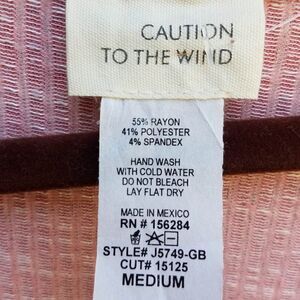 CAUTION
TO THE WIND
55% RAYON
41% POLYESTER
4% SPANDEX
HAND WASH
WITH COLD WATER
DO NOT BLEACH
LAY FLAT DRY
MADE IN MEXICO
RN # 156284
STYLE# J5749-GB
CUT# 15125
MEDIUM